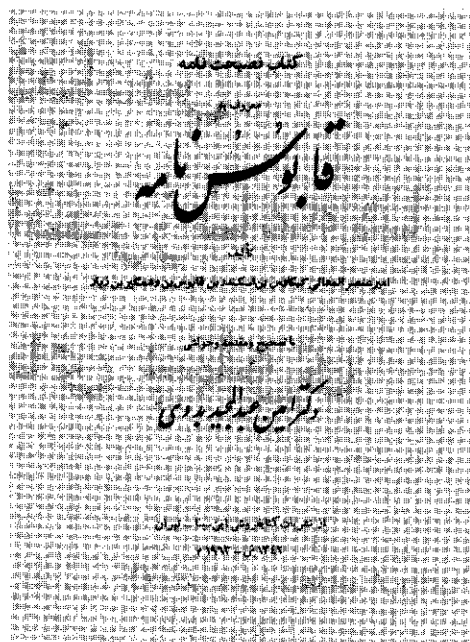 کتاب نصیحت نامه
معروف به
قابوس نامه
تألیف
امیر عنصر المعالی کیکاوس بن اسکندر بن قابوس بن وشمگیر بن زیار
با تصحیح و مقدمه و حواشی
دکتر امین عبدالمجید بدوی
از نشریات کتابفروشی ابن سینا - تهران